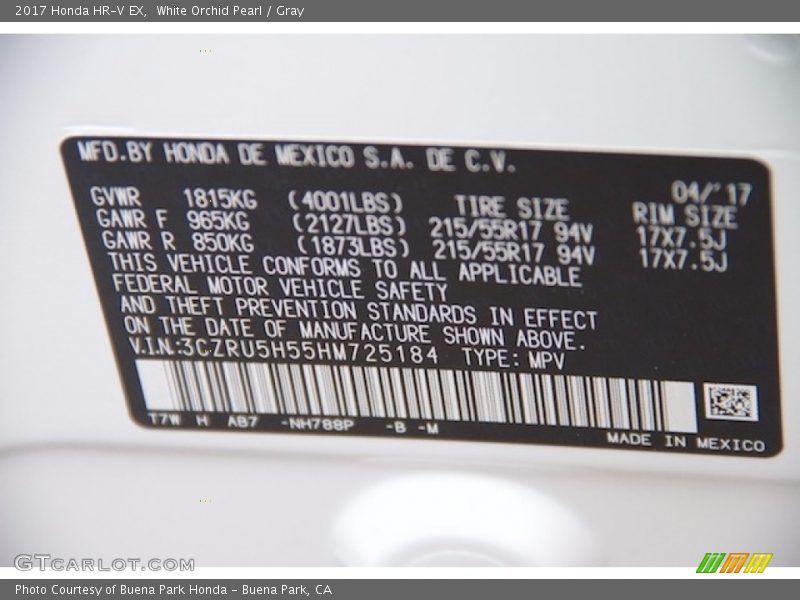 2017 Honda HR-V EX,  White Orchid Pearl / Gray
MFD.BY HONDA DE MEXICO S.A. DE C.V.
04/'17
GVWR 1815KG (4001LBS) TIRE SIZE RIM SIZE
GAWR F 965KG (2127LBS) 215/55R17 94V 17X7.5J
GAWR R 850KG (1873LBS) 215/55R17 94V 17X7.5J
THIS VEHICLE CONFORMS TO ALL APPLICABLE
FEDERAL MOTOR VEHICLE SAFETY
AND THEFT PREVENTION STANDARDS IN EFFECT
ON THE DATE OF MANUFACTURE SHOWN ABOVE.
V.I.N:3CZRU5H55HM725184 TYPE: MPV
T7W H AB7 -NH788P -B -M
MADE IN MEXICO
GTcarlot.com
Photo Courtesy of Buena Park Honda - Buena Park, CA